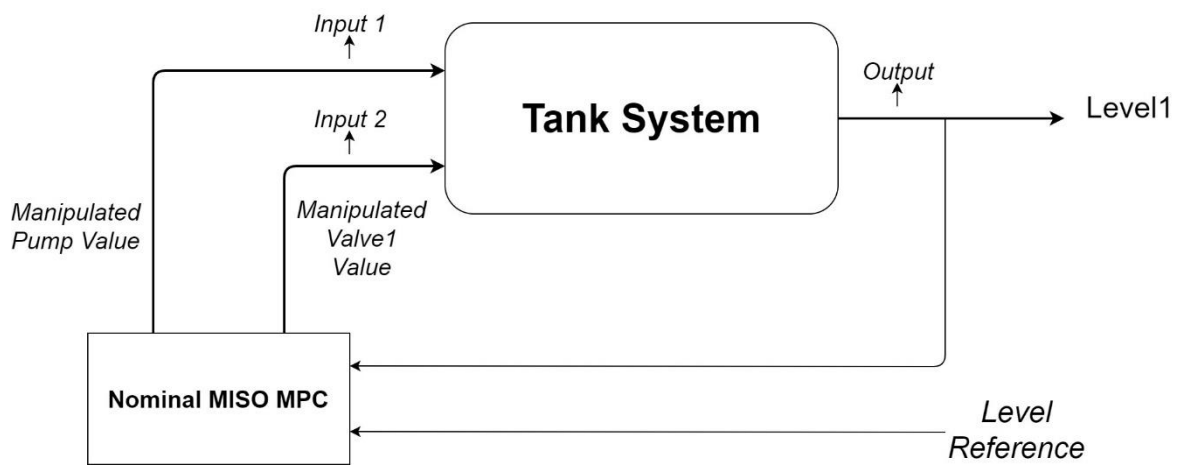 Input 1
Output
Tank System
Level1
Input 2
Manipulated
Pump Value
Manipulated
Valve1
Value
Nominal MISO MPC
Level
Reference